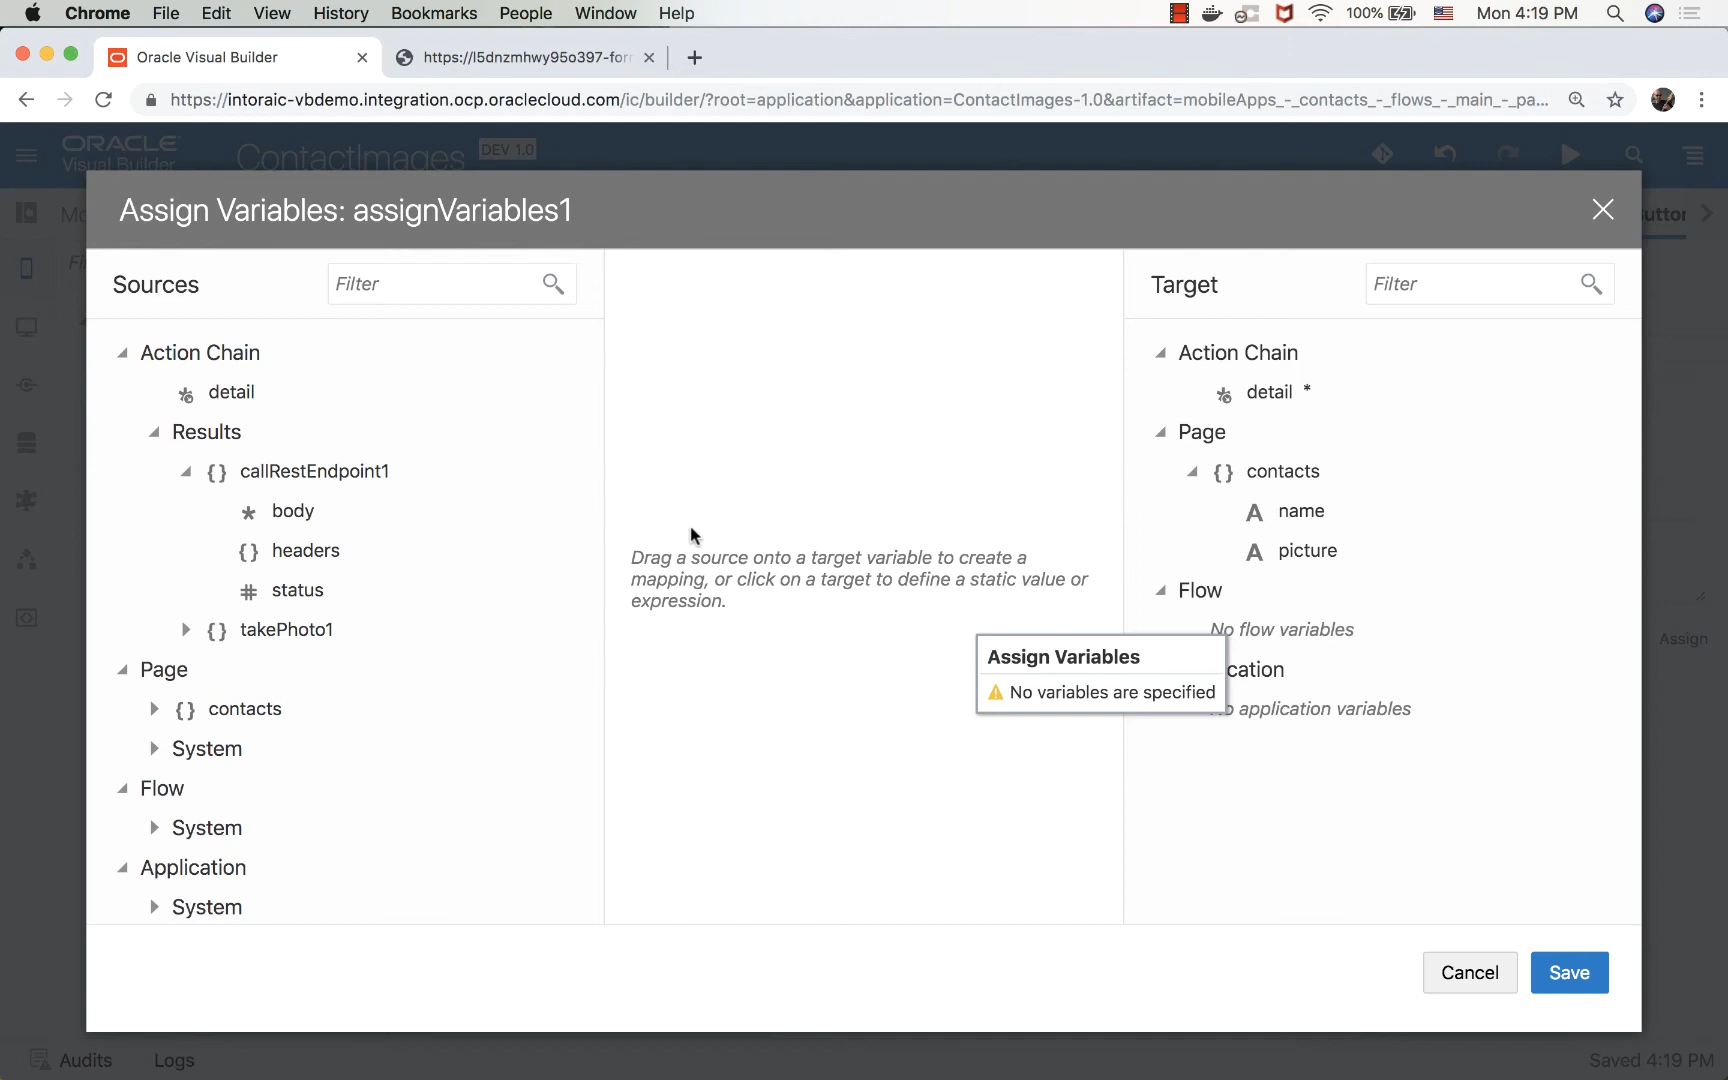 Chrome File Edit View History Bookmarks People Window Help 100% Mon 4:19 PM
Oracle Visual Builder https://l5dnzmhwy95o397-for
https://intoraic-vbdemo.integration.ocp.oraclecloud.com/ic/builder/?root=application&application=ContactImages-1.0&artifact=mobileApps_-_contacts_-_flows_-_main_-_pa...
ORACLE
Visual Builder
ContactImages DEV 1.0
Assign Variables: assignVariables1
Sources Filter
Target Filter
Action Chain
detail
Results
{} callRestEndpoint1
* body
{} headers
# status
{} takePhoto1
Page
{} contacts
System
Flow
System
Application
System
Drag a source onto a target variable to create a
mapping, or click on a target to define a static value or
expression.
Assign Variables
No variables are specified
Action Chain
detail *
Page
{} contacts
A name
A picture
Flow
No flow variables
cation
o application variables
Assign
Cancel Save
Audits Logs Saved 4:19 PM